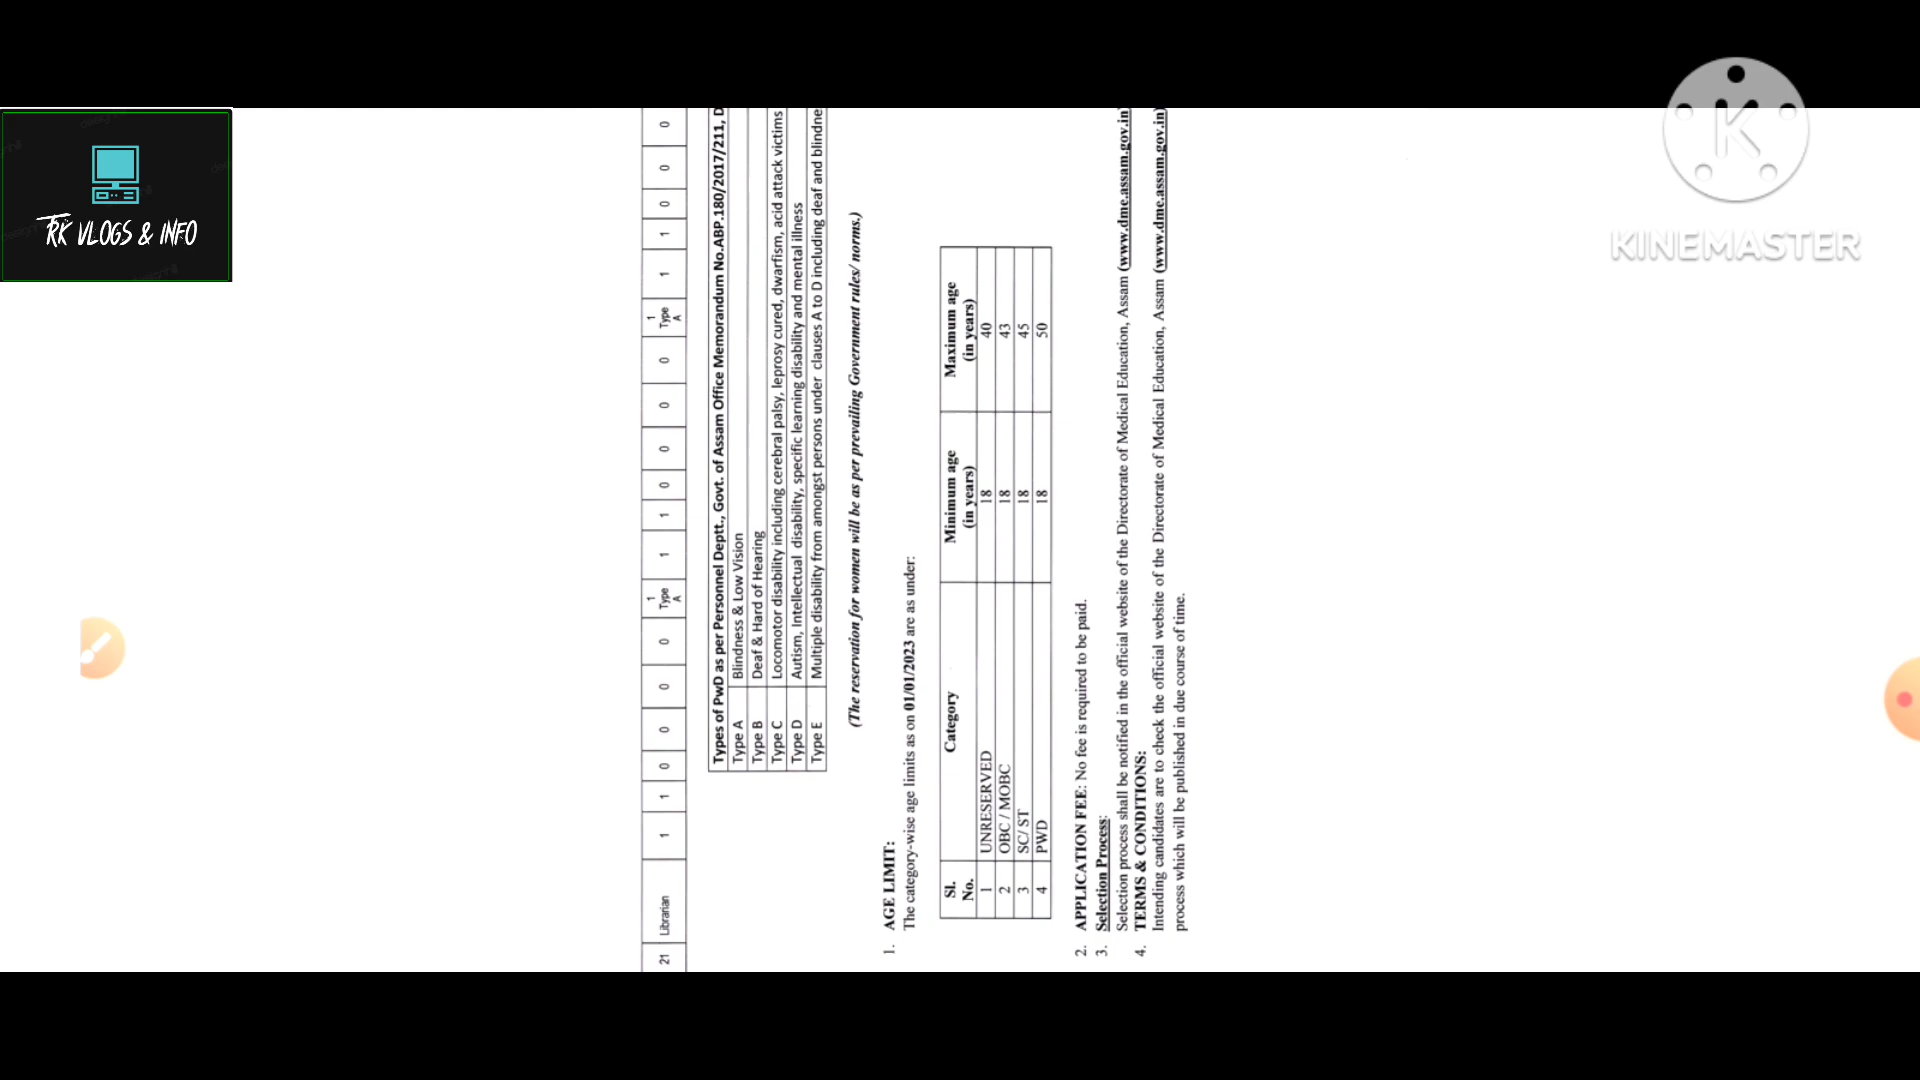 RK VLOGS & INFO
KINEMASTER
21 Librarian 1 1 0 0 0 0 1 Type A 1 1 0 0 0 0 1 Type A 1 1 0 0 0
Types of PwD as per Personnel Deptt., Govt. of Assam Office Memorandum No.ABP.180/2017/211, D
Type A Blindness & Low Vision
Type B Deaf & Hard of Hearing
Type C Locomotor disability including cerebral palsy, leprosy cured, dwarfism, acid attack victims
Type D Autism, Intellectual disability, specific learning disability and mental illness
Type E Multiple disability from amongst persons under clauses A to D including deaf and blindne
(The reservation for women will be as per prevailing Government rules/ norms.)
1. AGE LIMIT:
The category-wise age limits as on 01/01/2023 are as under:
Sl. No. Category Minimum age (in years) Maximum age (in years)
1 UNRESERVED 18 40
2 OBC / MOBC 18 43
3 SC/ ST 18 45
4 PWD 18 50
2. APPLICATION FEE: No fee is required to be paid.
3. Selection Process:
Selection process shall be notified in the official website of the Directorate of Medical Education, Assam (www.dme.assam.gov.in)
4. TERMS & CONDITIONS:
Intending candidates are to check the official website of the Directorate of Medical Education, Assam (www.dme.assam.gov.in)
process which will be published in due course of time.